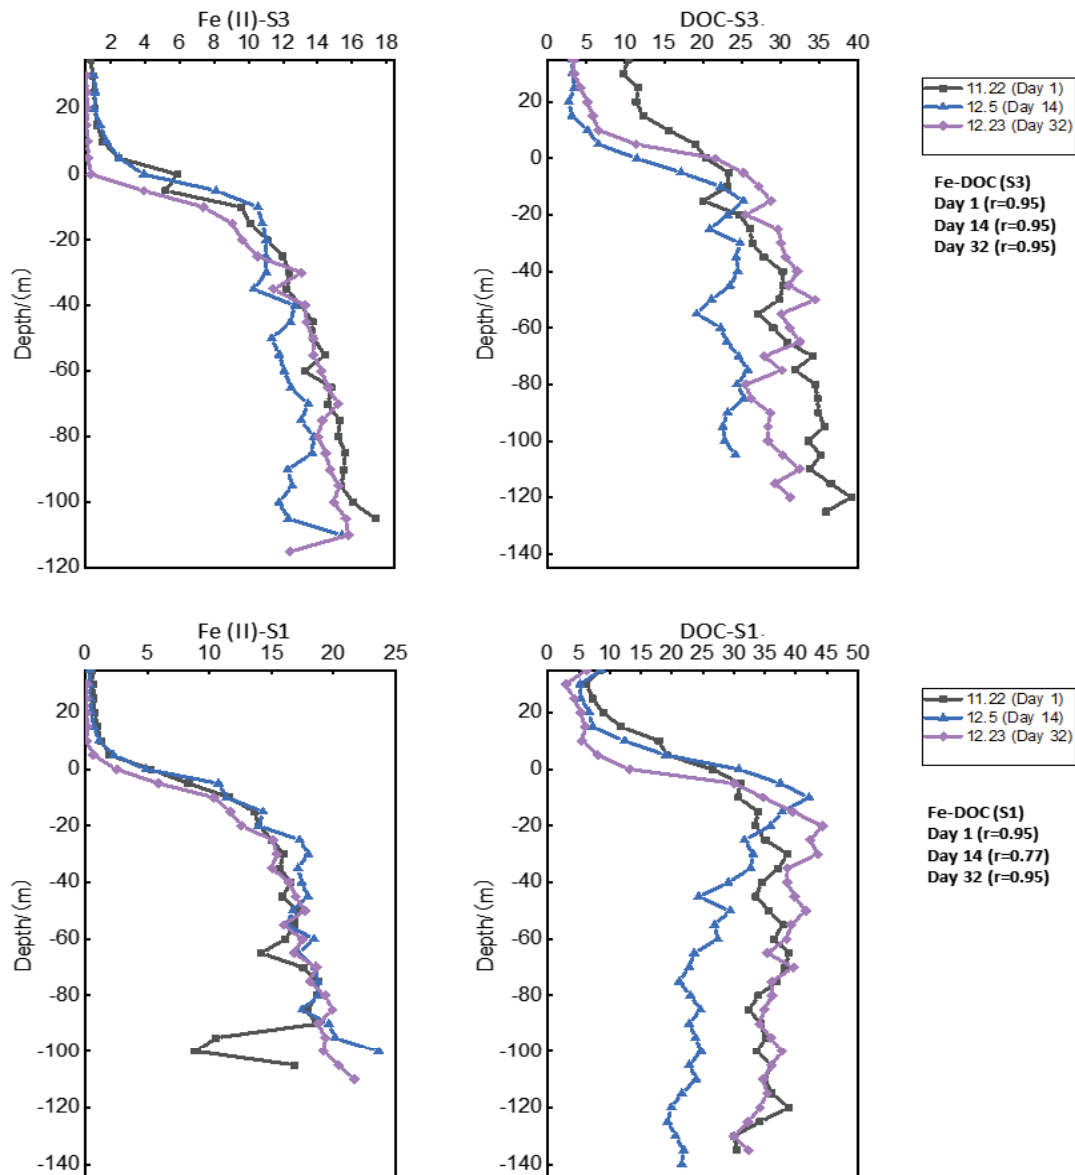 Fe (II)-S3
2 4 6 8 10 12 14 16 18
20
0
-20
-40
-60
-80
-100
-120
Depth/(m)
DOC-S3.
0 5 10 15 20 25 30 35 40
20
0
-20
-40
-60
-80
-100
-120
-140
Depth/(m)
11.22 (Day 1)
12.5 (Day 14)
12.23 (Day 32)
Fe-DOC (S3)
Day 1 (r=0.95)
Day 14 (r=0.95)
Day 32 (r=0.95)
Fe (II)-S1
0 5 10 15 20 25
20
0
-20
-40
-60
-80
-100
-120
-140
Depth/(m)
DOC-S1.
0 5 10 15 20 25 30 35 40 45 50
20
0
-20
-40
-60
-80
-100
-120
-140
Depth/(m)
11.22 (Day 1)
12.5 (Day 14)
12.23 (Day 32)
Fe-DOC (S1)
Day 1 (r=0.95)
Day 14 (r=0.77)
Day 32 (r=0.95)